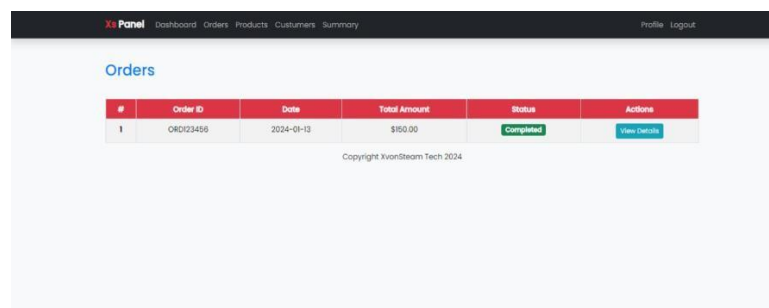 Xs Panel Dashboard Orders Products Custumers Summary Profile Logout
Orders
# Order ID Date Total Amount Status Actions
1 ORD123456 2024-01-13 $150.00 Completed View Details
Copyright XvonSteam Tech 2024